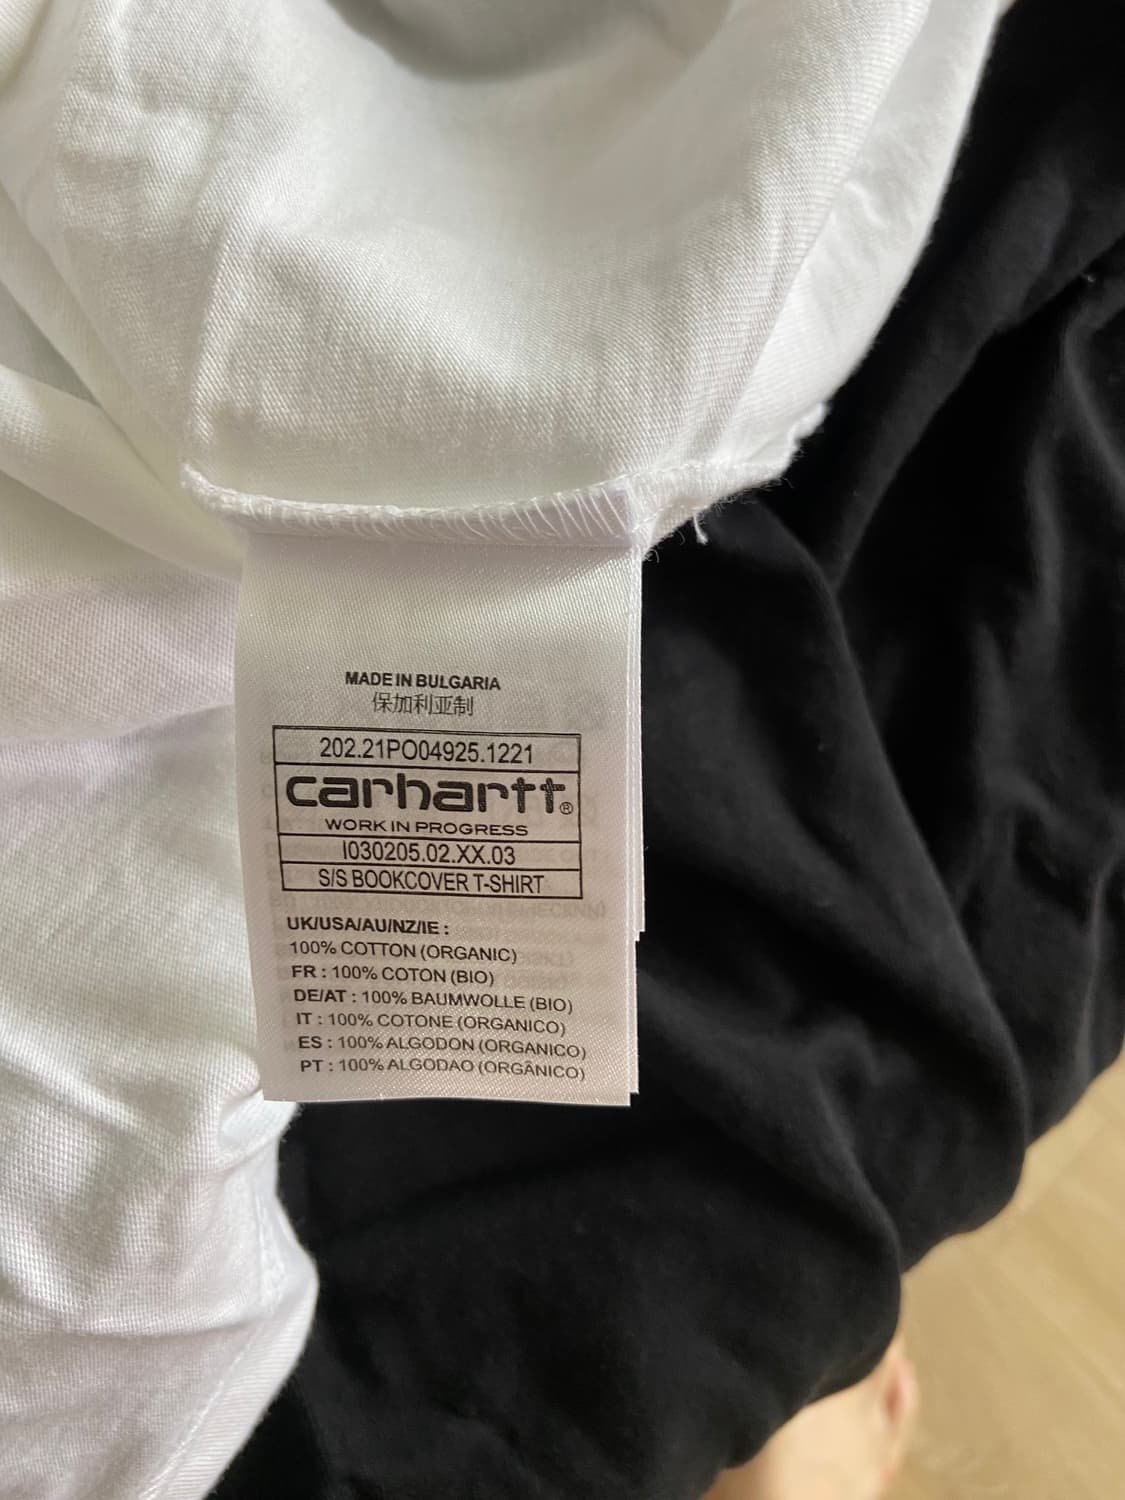 MADE IN BULGARIA
保加利亚制
202.21PO04925.1221
carhartt®
WORK IN PROGRESS
I030205.02.XX.03
S/S BOOKCOVER T-SHIRT
UK/USA/AU/NZ/IE :
100% COTTON (ORGANIC)
FR : 100% COTON (BIO)
DE/AT : 100% BAUMWOLLE (BIO)
IT : 100% COTONE (ORGANICO)
ES : 100% ALGODON (ORGANICO)
PT : 100% ALGODAO (ORGÂNICO)